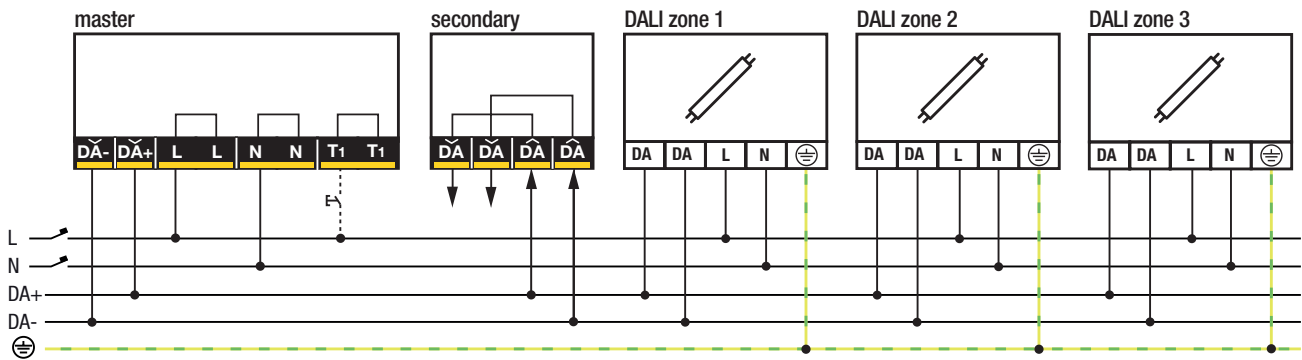 master secondary DALI zone 1 DALI zone 2 DALI zone 3
DA- DA+ L L N N T1 T1 DA DA DA DA DA DA L N DA DA L N DA DA L N
L
N
DA+
DA-